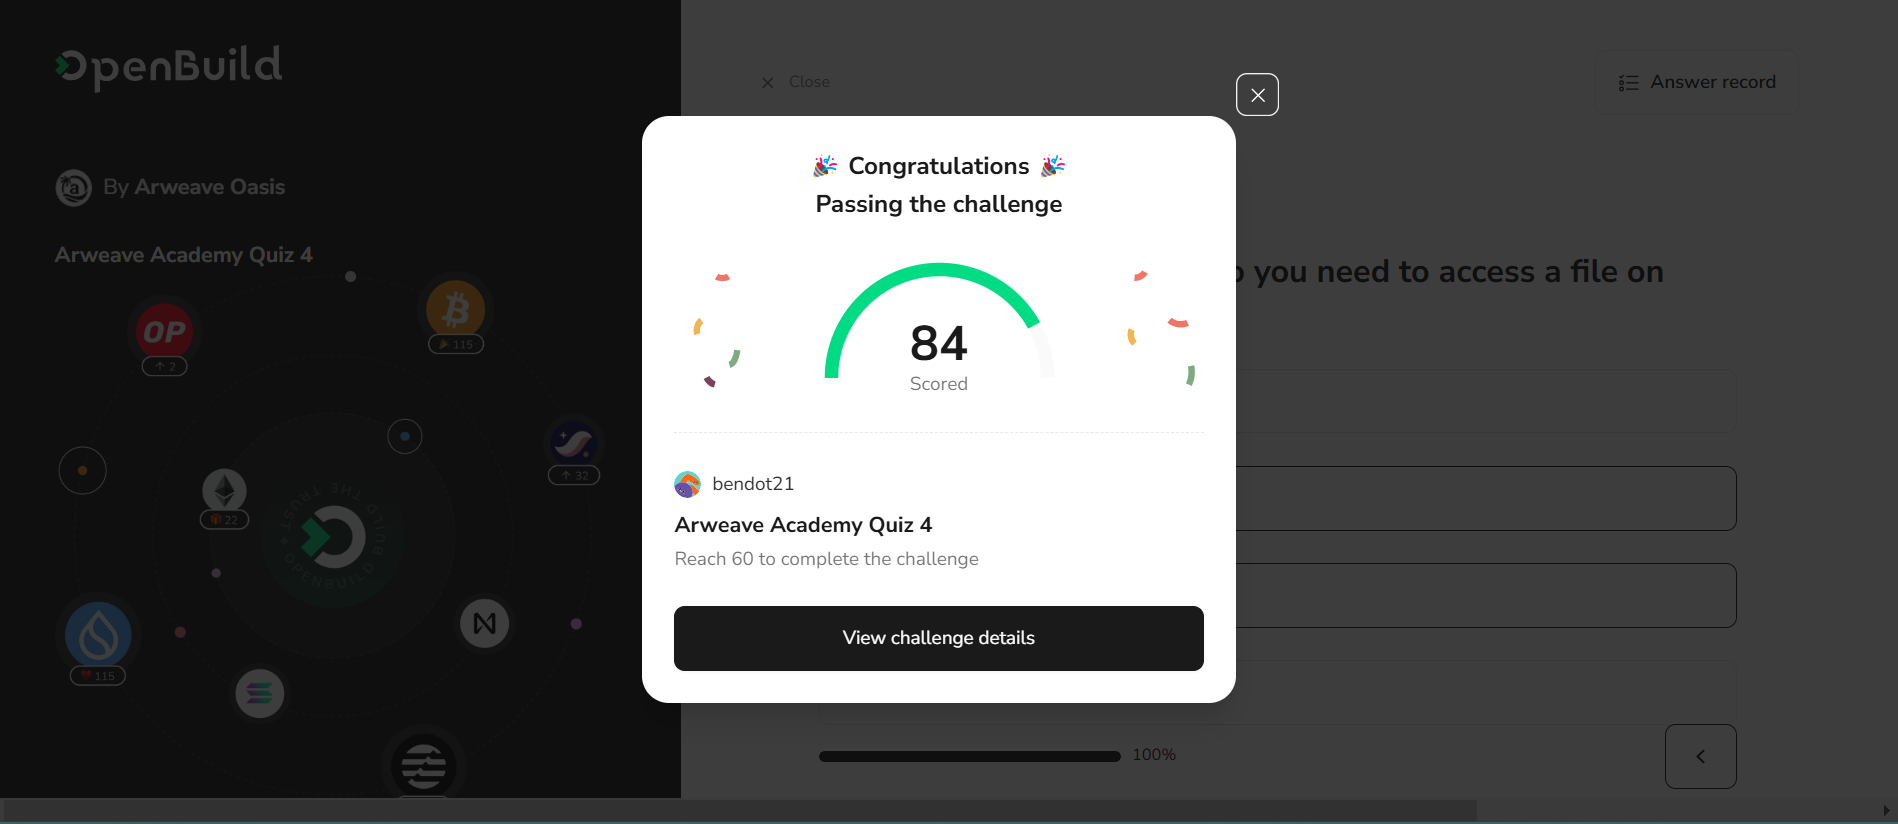 OpenBuild
By Arweave Oasis
Arweave Academy Quiz 4
OP
↑ 2
115
↑ 32
22
THE TRUST
OPENBUILD
BUILD
115
Close
Answer record
you need to access a file on
Congratulations
Passing the challenge
84
Scored
bendot21
Arweave Academy Quiz 4
Reach 60 to complete the challenge
View challenge details
100%